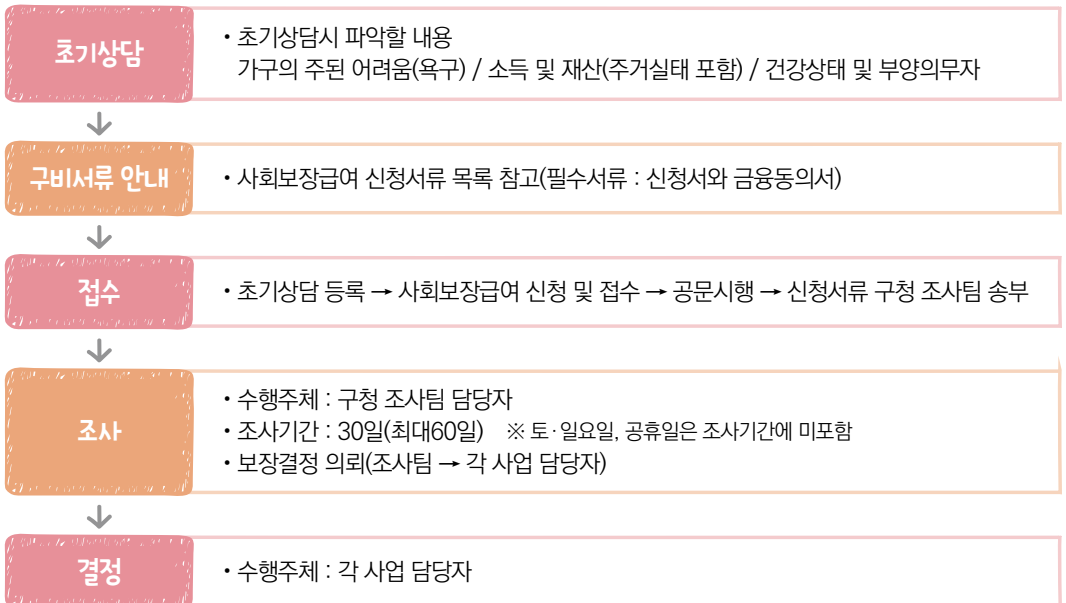 초기상담
• 초기상담시 파악할 내용
가구의 주된 어려움(욕구) / 소득 및 재산(주거실태 포함) / 건강상태 및 부양의무자
구비서류 안내
• 사회보장급여 신청서류 목록 참고(필수서류 : 신청서와 금융동의서)
접수
• 초기상담 등록 → 사회보장급여 신청 및 접수 → 공문시행 → 신청서류 구청 조사팀 송부
조사
• 수행주체 : 구청 조사팀 담당자
• 조사기간 : 30일(최대60일) ※ 토·일요일, 공휴일은 조사기간에 미포함
• 보장결정 의뢰(조사팀 → 각 사업 담당자)
결정
• 수행주체 : 각 사업 담당자